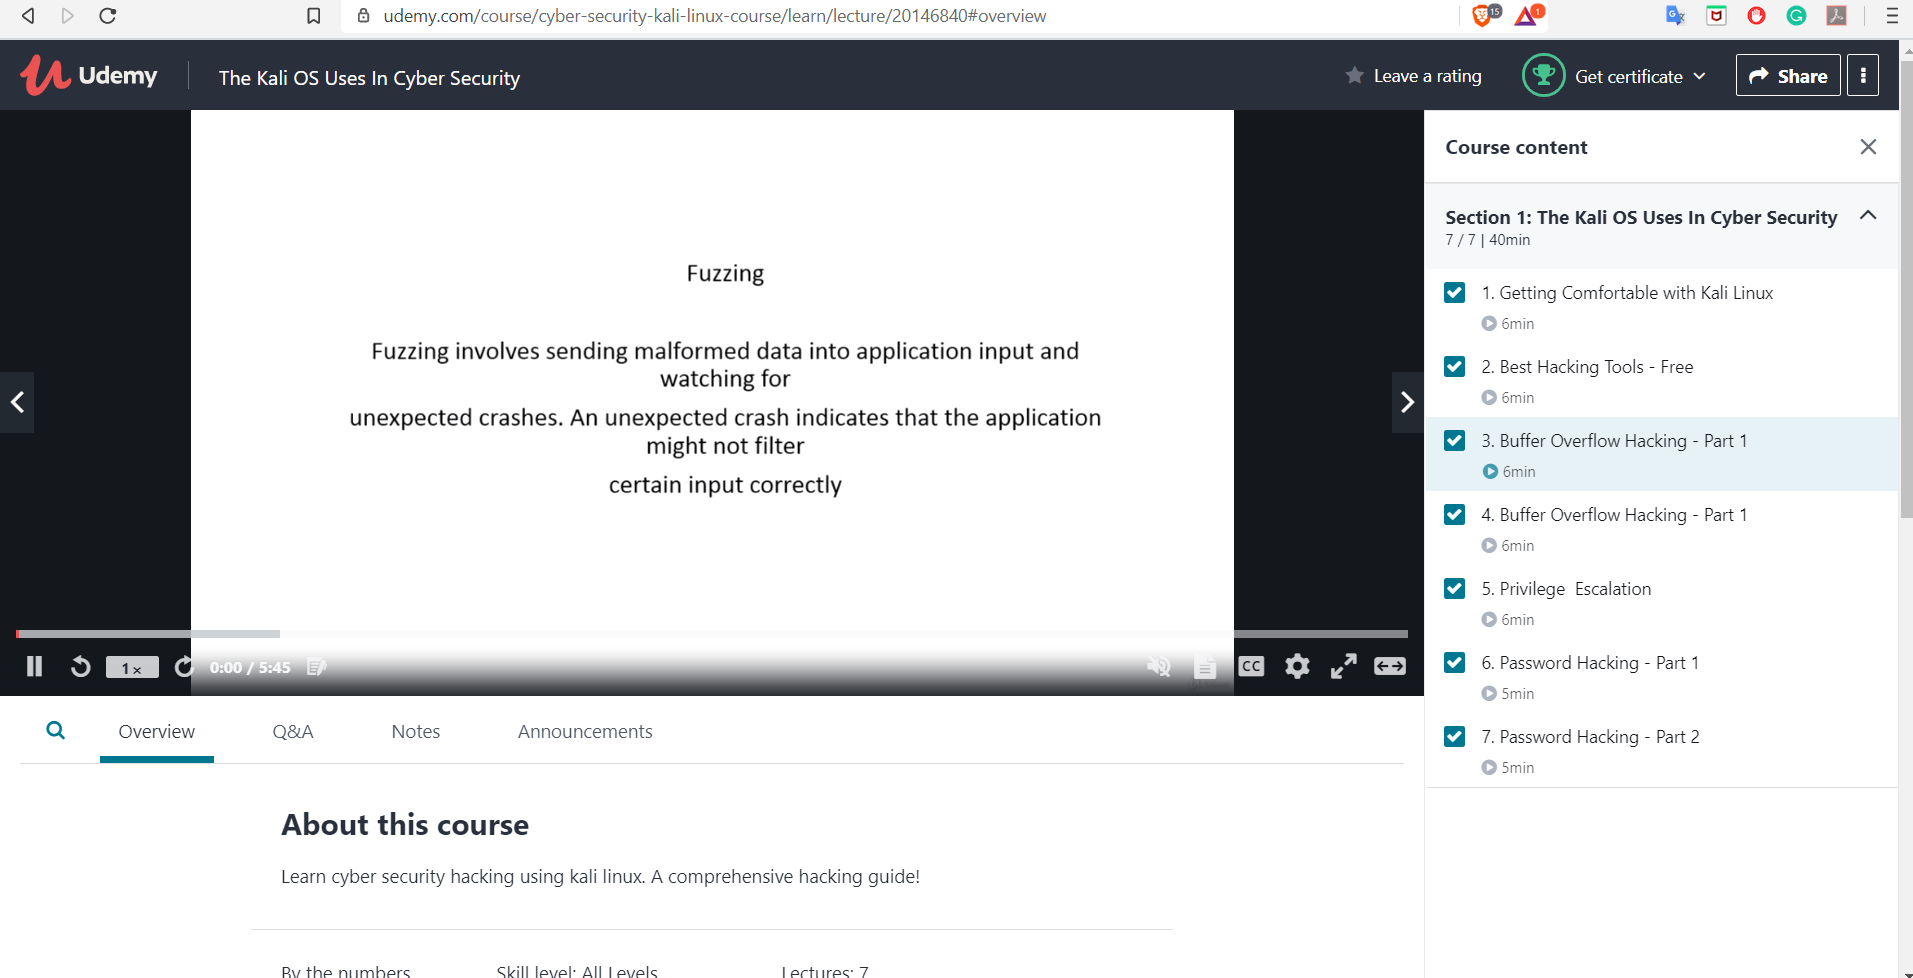 udemy.com/course/cyber-security-kali-linux-course/learn/lecture/20146840#overview
15
1
Udemy
The Kali OS Uses In Cyber Security
Leave a rating
Get certificate
Share
Fuzzing
Fuzzing involves sending malformed data into application input and
watching for
unexpected crashes. An unexpected crash indicates that the application
might not filter
certain input correctly
1x
0:00 / 5:45
CC
Course content
Section 1: The Kali OS Uses In Cyber Security
7 / 7 | 40min
1. Getting Comfortable with Kali Linux
6min
2. Best Hacking Tools - Free
6min
3. Buffer Overflow Hacking - Part 1
6min
4. Buffer Overflow Hacking - Part 1
6min
5. Privilege  Escalation
6min
6. Password Hacking - Part 1
5min
7. Password Hacking - Part 2
5min
Overview
Q&A
Notes
Announcements
About this course
Learn cyber security hacking using kali linux. A comprehensive hacking guide!
By the numbers
Skill level: All Levels
Lectures: 7